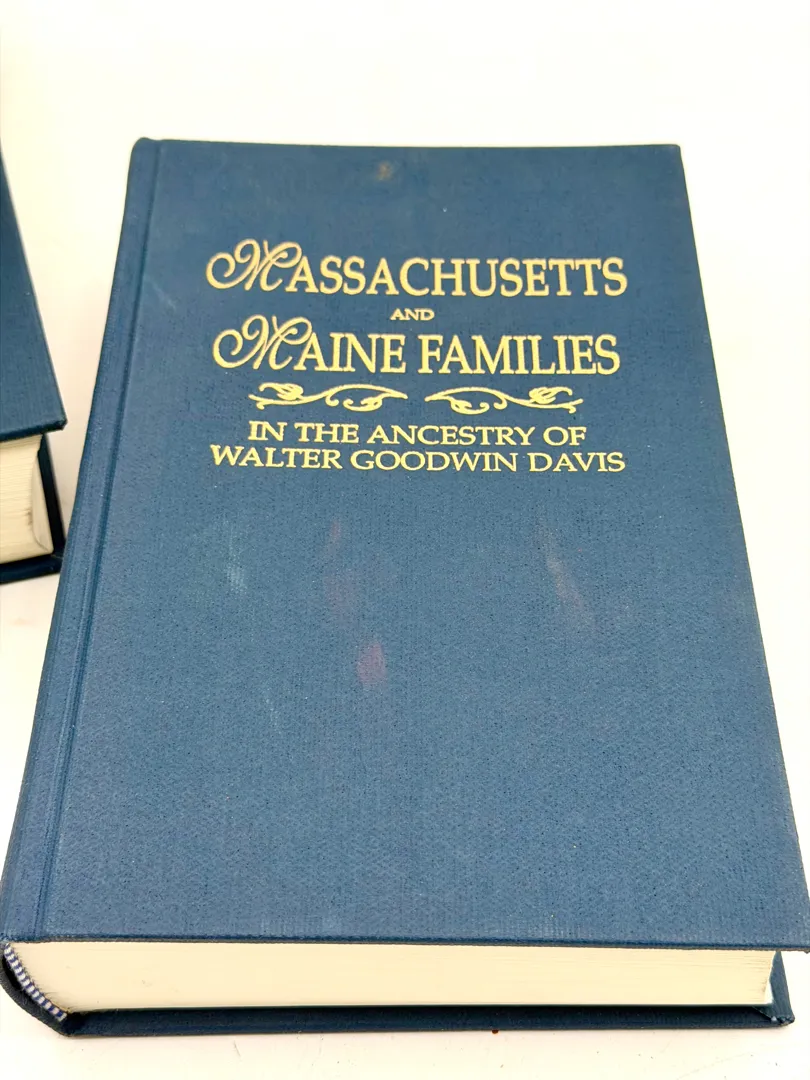 MASSACHUSETTS
AND
MAINE FAMILIES
IN THE ANCESTRY OF
WALTER GOODWIN DAVIS